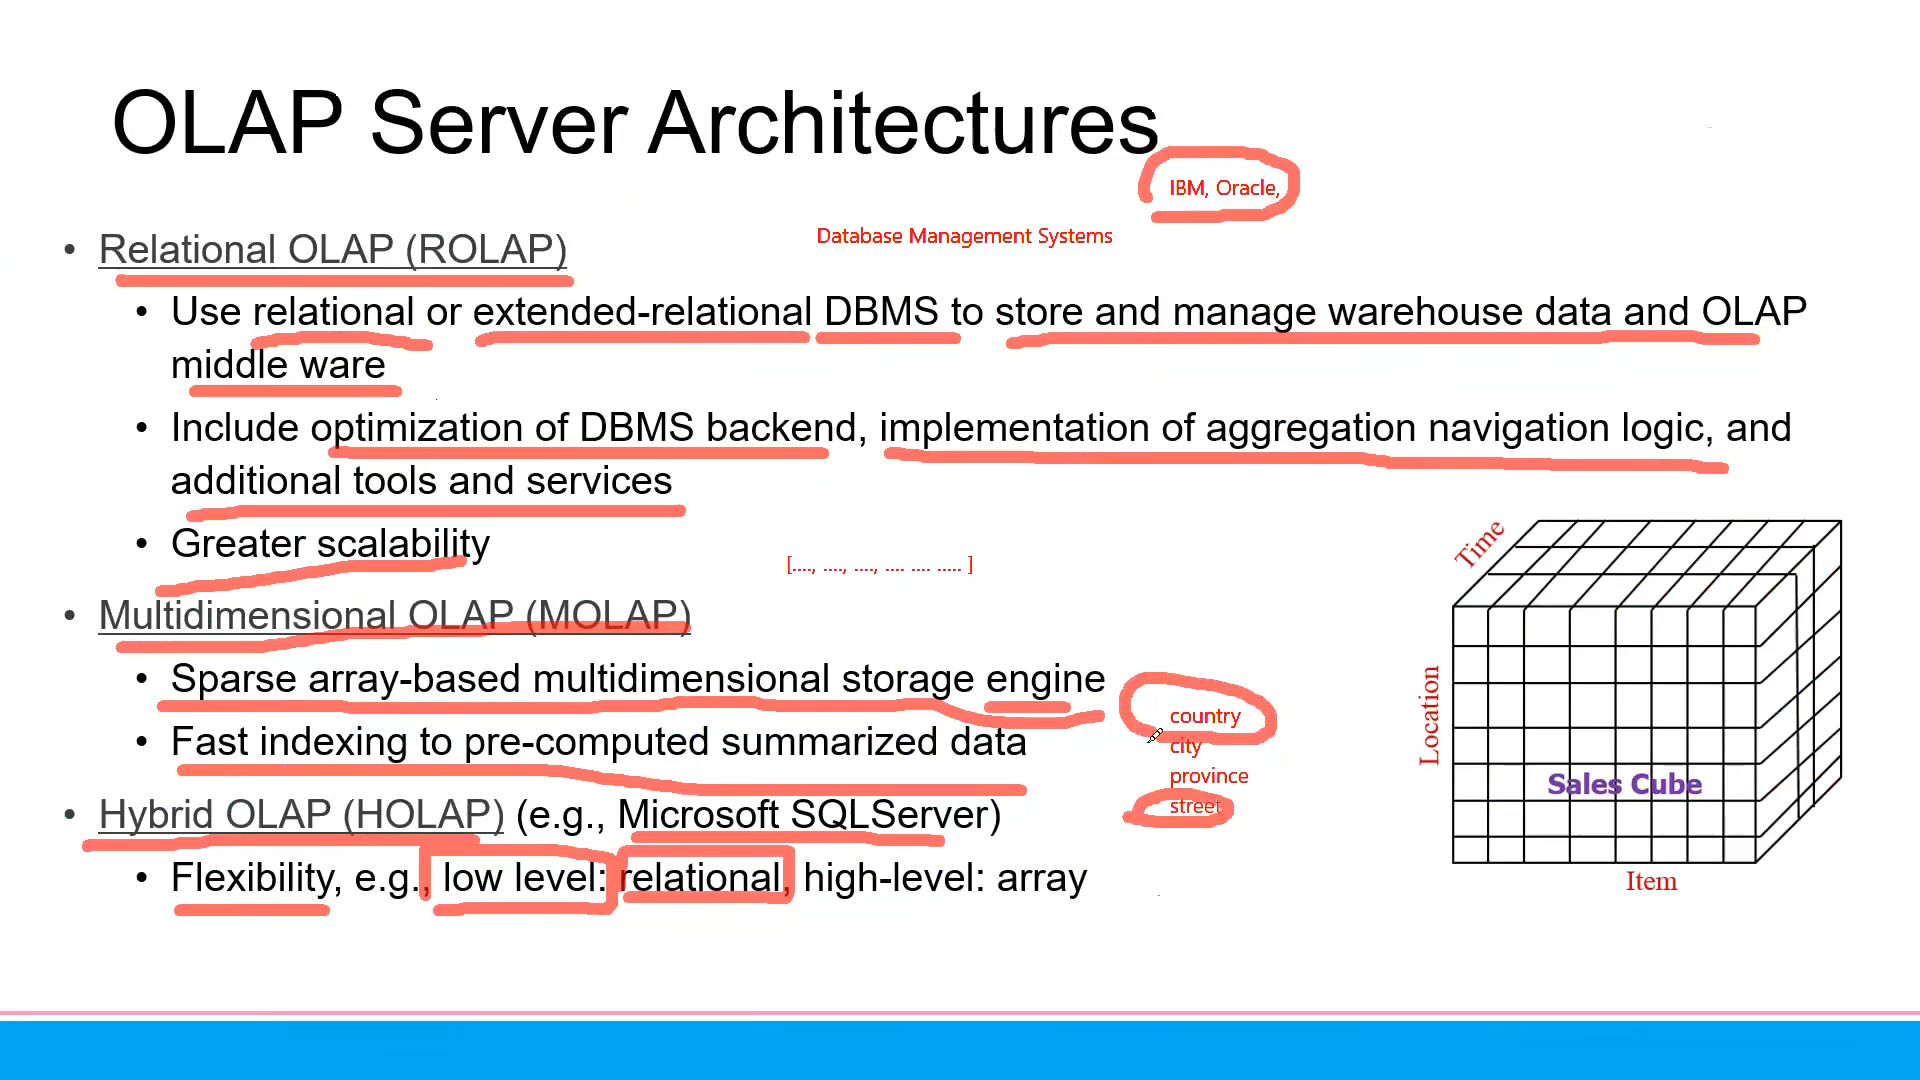 OLAP Server Architectures
IBM, Oracle,
Database Management Systems
• Relational OLAP (ROLAP)
• Use relational or extended-relational DBMS to store and manage warehouse data and OLAP
middle ware
• Include optimization of DBMS backend, implementation of aggregation navigation logic, and
additional tools and services
• Greater scalability
[...., ...., ...., .... .... ..... ]
• Multidimensional OLAP (MOLAP)
• Sparse array-based multidimensional storage engine
• Fast indexing to pre-computed summarized data
• Hybrid OLAP (HOLAP) (e.g., Microsoft SQLServer)
• Flexibility, e.g., low level: relational, high-level: array
country
city
province
street
Time
Location
Sales Cube
Item